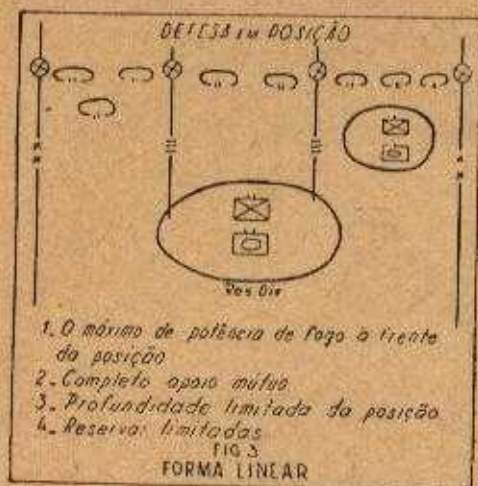 DEFESA EM POSIÇÃO
Res Div
1. O máximo de potência de fogo à frente
da posição
2. Completo apoio mútuo
3. Profundidade limitada da posição
4. Reservas limitadas
FIG 3
FORMA LINEAR